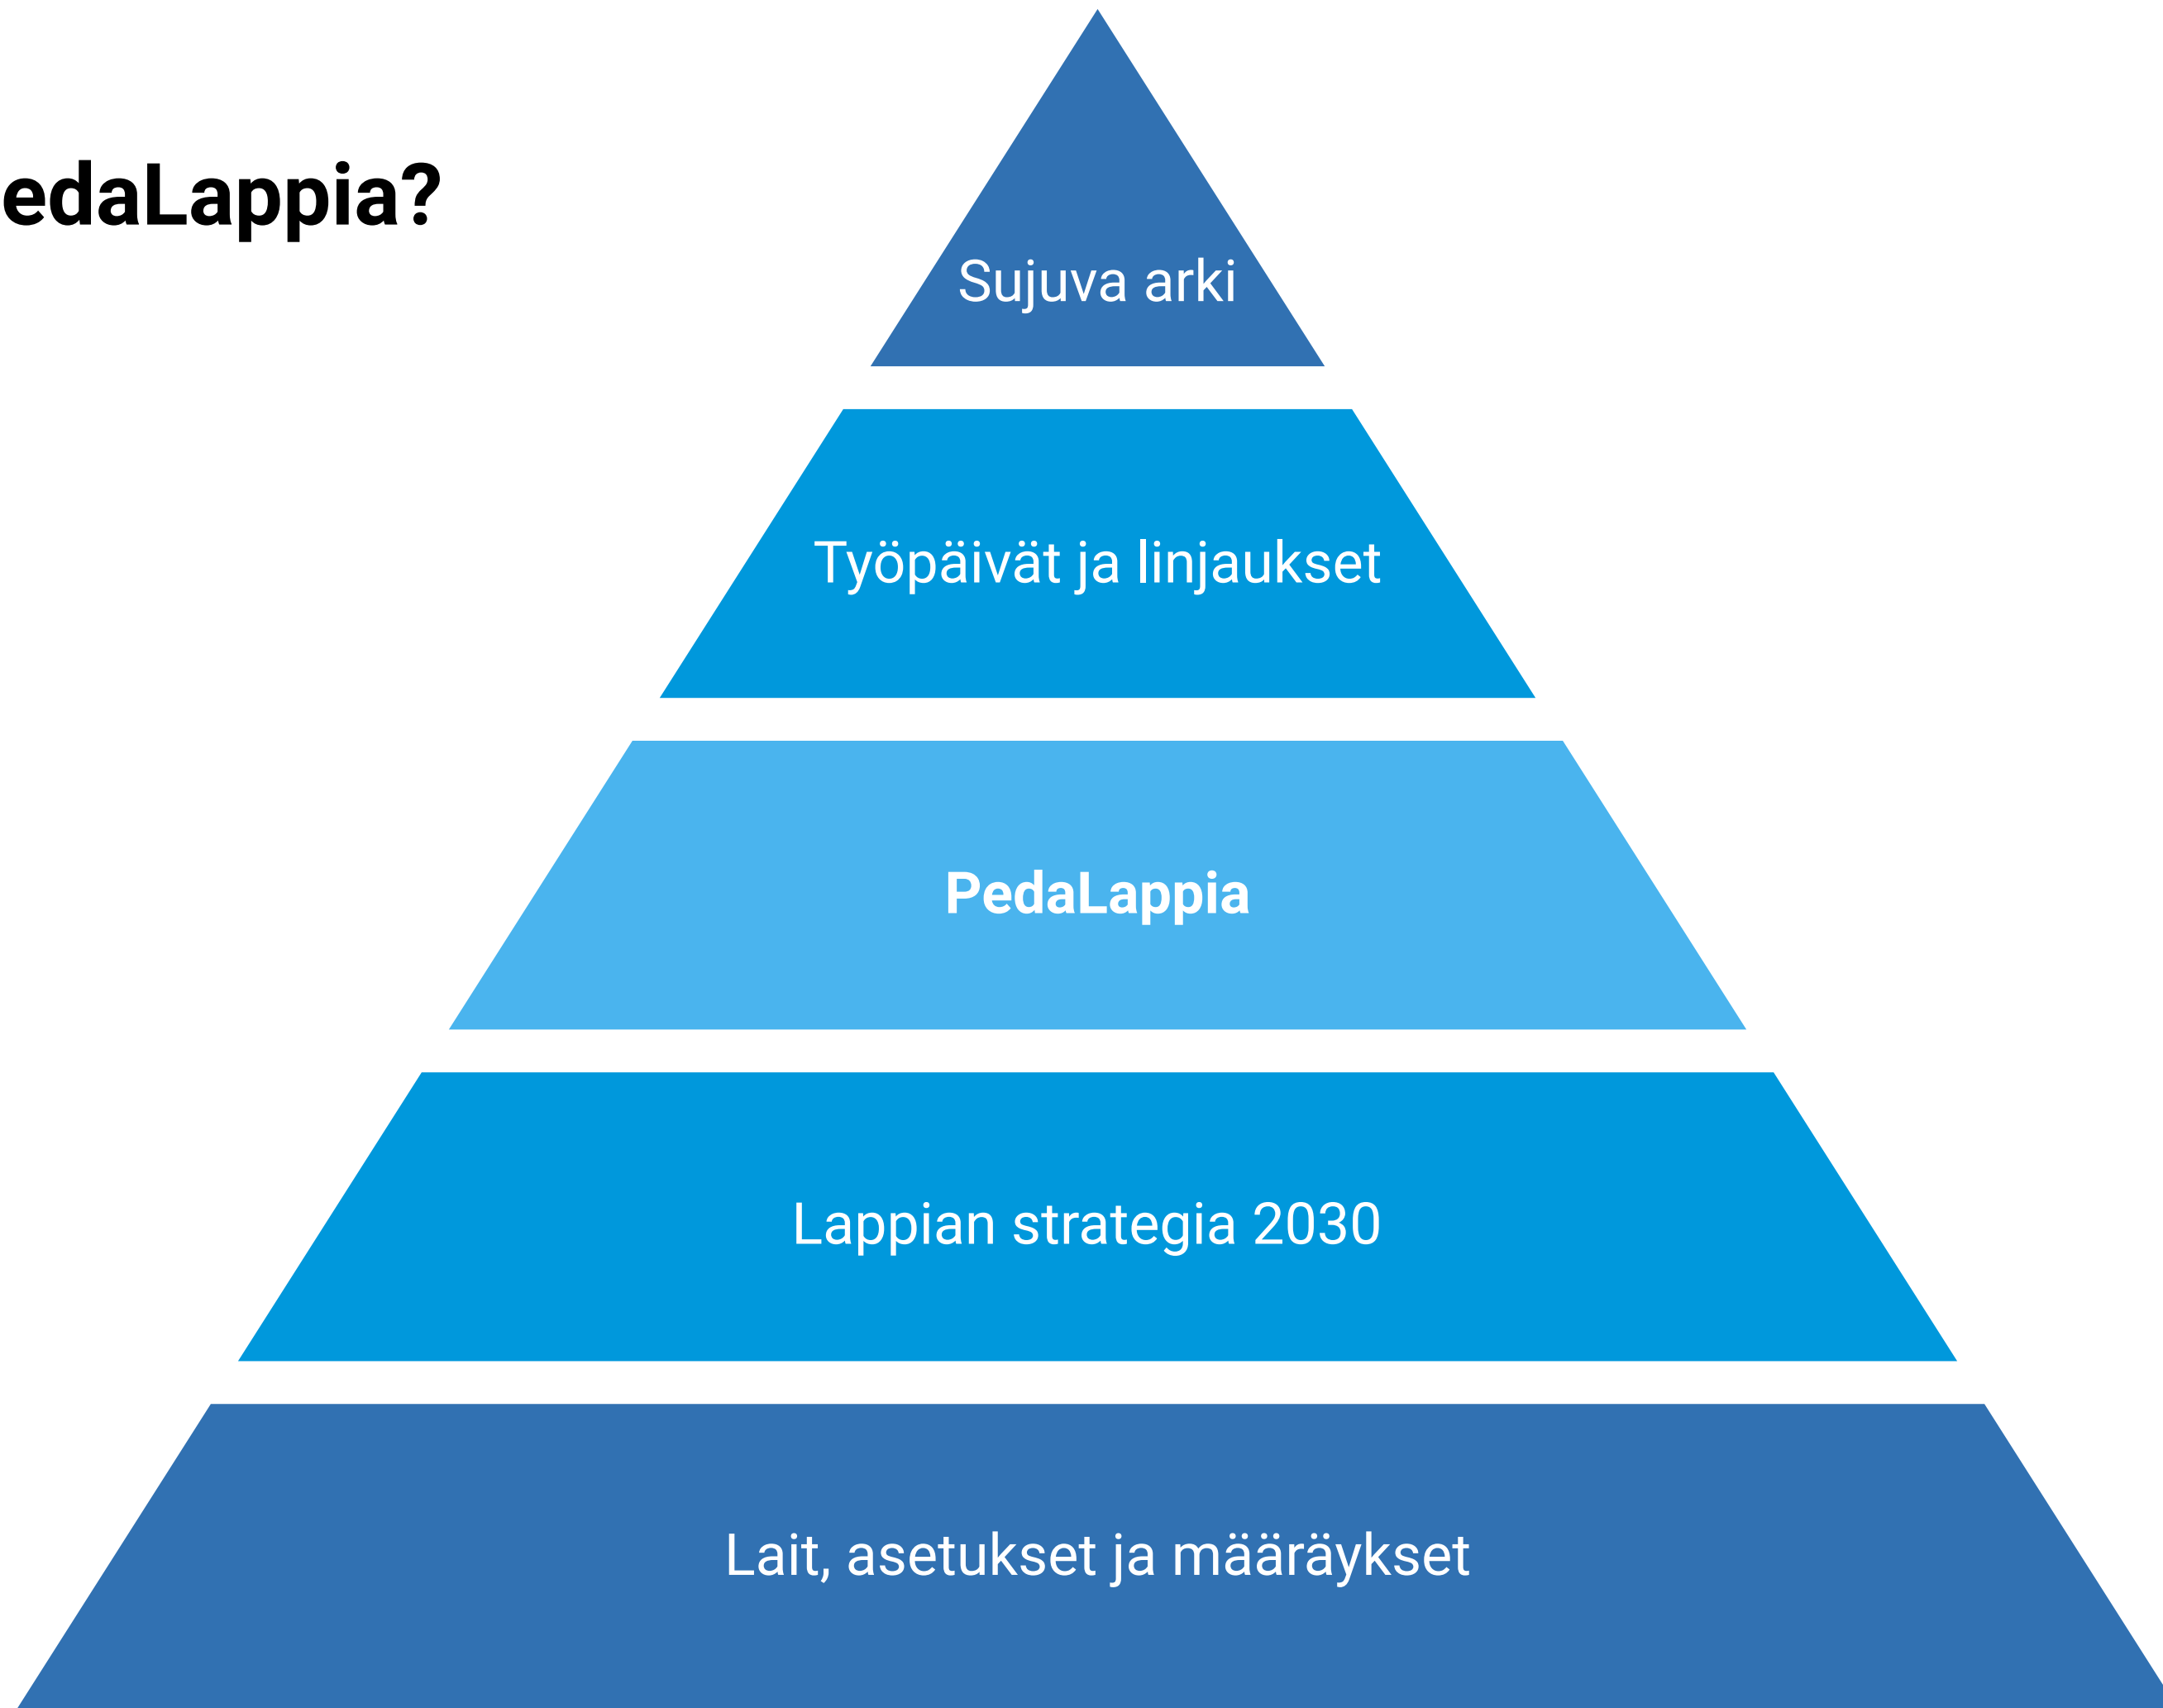 edaLappia?
Sujuva arki
Työpäivät ja linjaukset
PedaLappia
Lappian strategia 2030
Lait, asetukset ja määräykset